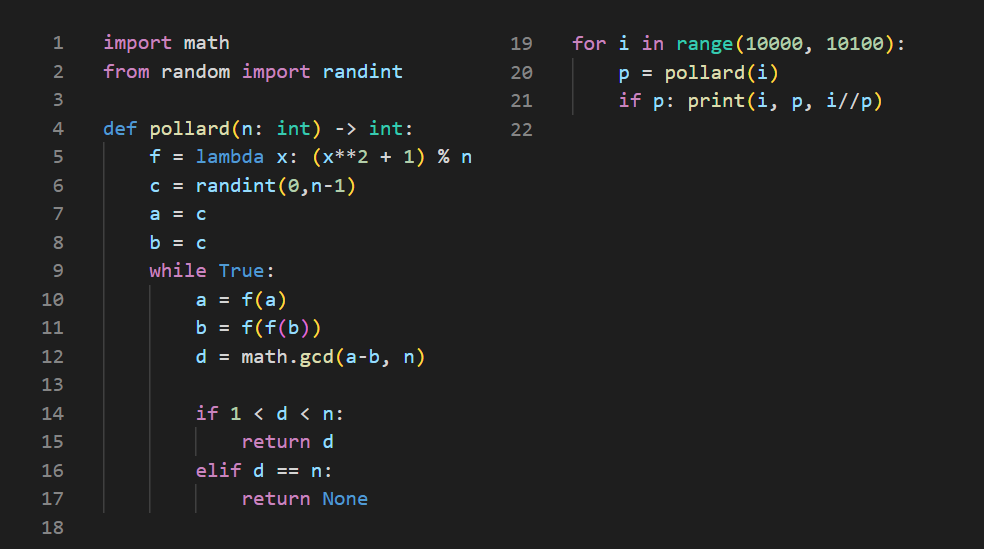 1 import math
2 from random import randint
3
4 def pollard(n: int) -> int:
5     f = lambda x: (x**2 + 1) % n
6     c = randint(0,n-1)
7     a = c
8     b = c
9     while True:
10         a = f(a)
11         b = f(f(b))
12         d = math.gcd(a-b, n)
13
14         if 1 < d < n:
15             return d
16         elif d == n:
17             return None
18
19 for i in range(10000, 10100):
20     p = pollard(i)
21     if p: print(i, p, i//p)
22